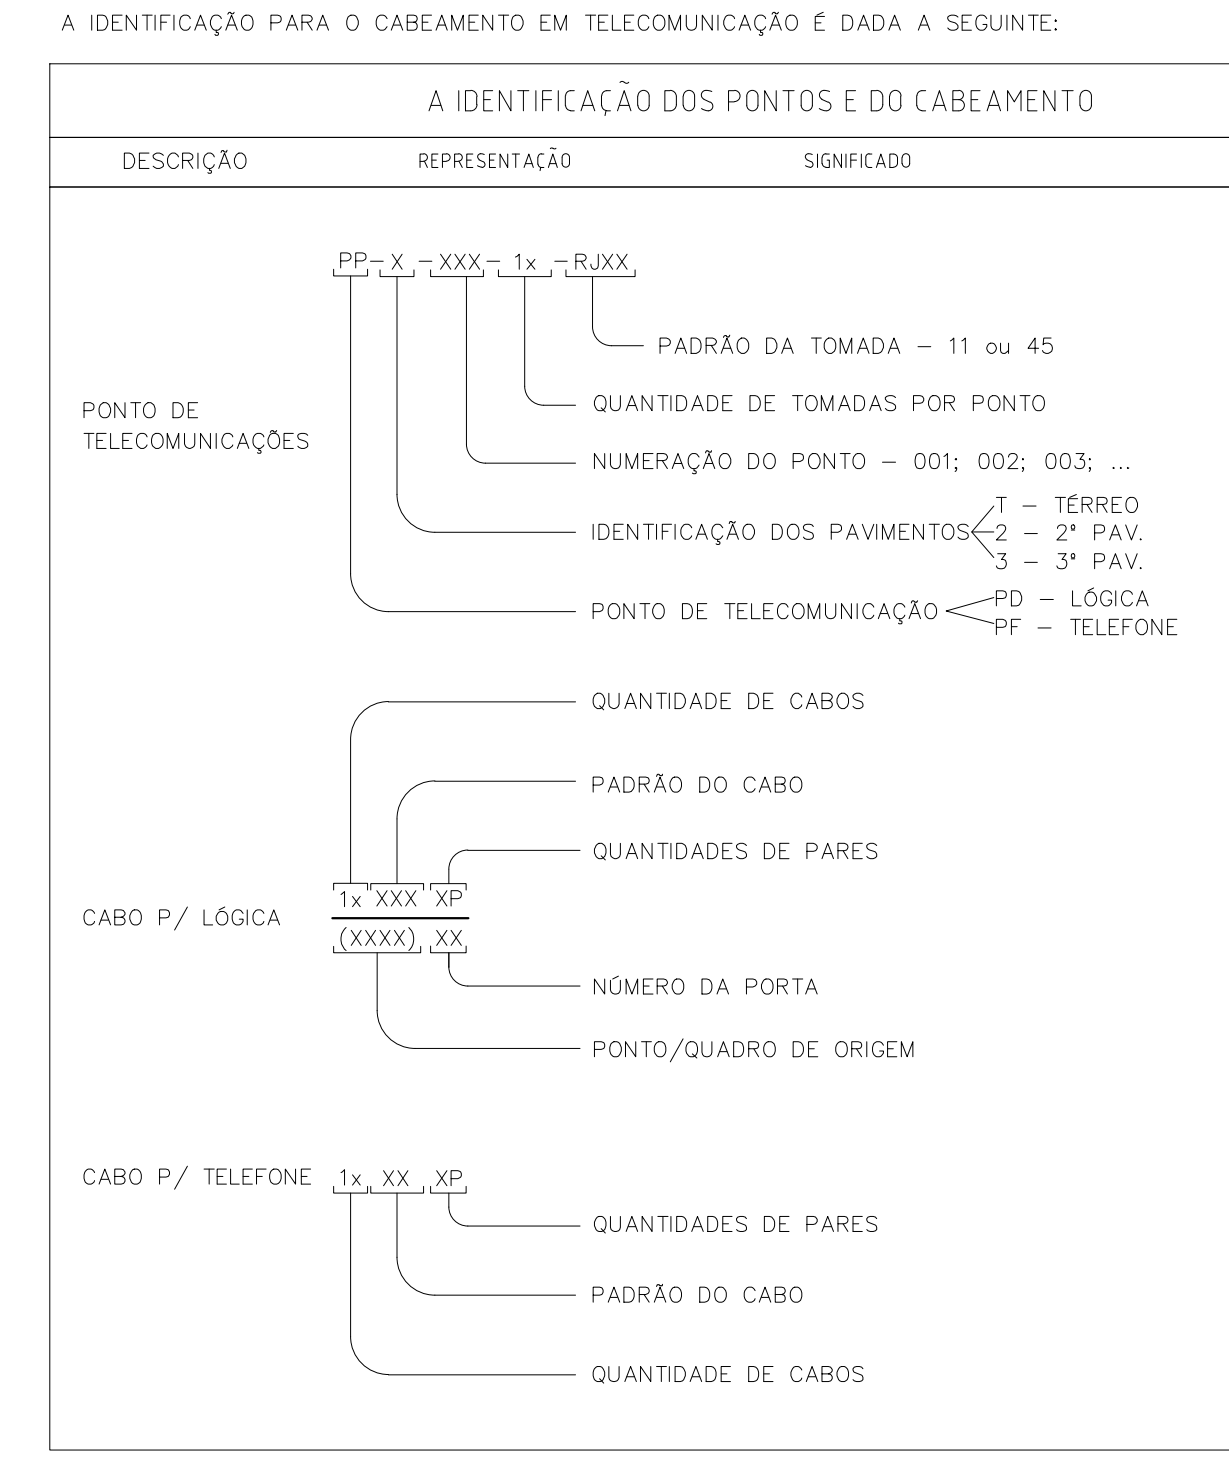 A IDENTIFICAÇÃO PARA O CABEAMENTO EM TELECOMUNICAÇÃO É DADA A SEGUINTE:
A IDENTIFICAÇÃO DOS PONTOS E DO CABEAMENTO
DESCRIÇÃO REPRESENTAÇÃO SIGNIFICADO
PP-X-XXX-1x-RJXX
PADRÃO DA TOMADA - 11 ou 45
QUANTIDADE DE TOMADAS POR PONTO
PONTO DE
TELECOMUNICAÇÕES
NUMERAÇÃO DO PONTO - 001; 002; 003; ...
IDENTIFICAÇÃO DOS PAVIMENTOS
T - TÉRREO
2 - 2° PAV.
3 - 3° PAV.
PONTO DE TELECOMUNICAÇÃO
PD - LÓGICA
PF - TELEFONE
QUANTIDADE DE CABOS
PADRÃO DO CABO
QUANTIDADES DE PARES
CABO P/ LÓGICA
1x XXX XP
(XXXX) XX
NÚMERO DA PORTA
PONTO/QUADRO DE ORIGEM
CABO P/ TELEFONE 1x XX XP
QUANTIDADES DE PARES
PADRÃO DO CABO
QUANTIDADE DE CABOS